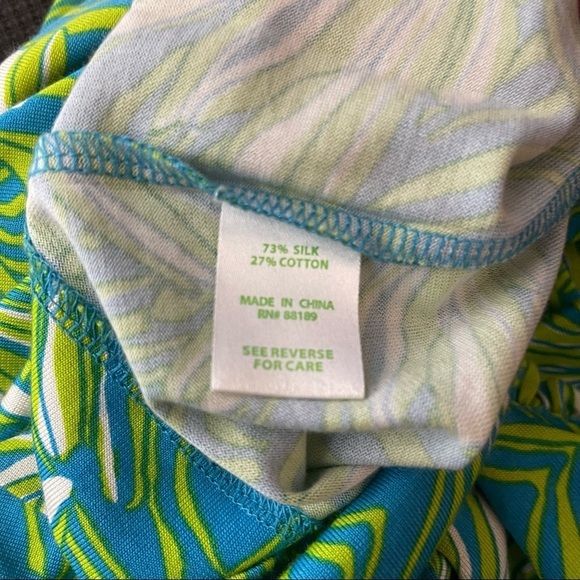 73% SILK
27% COTTON
MADE IN CHINA
RN# 88189
SEE REVERSE
FOR CARE